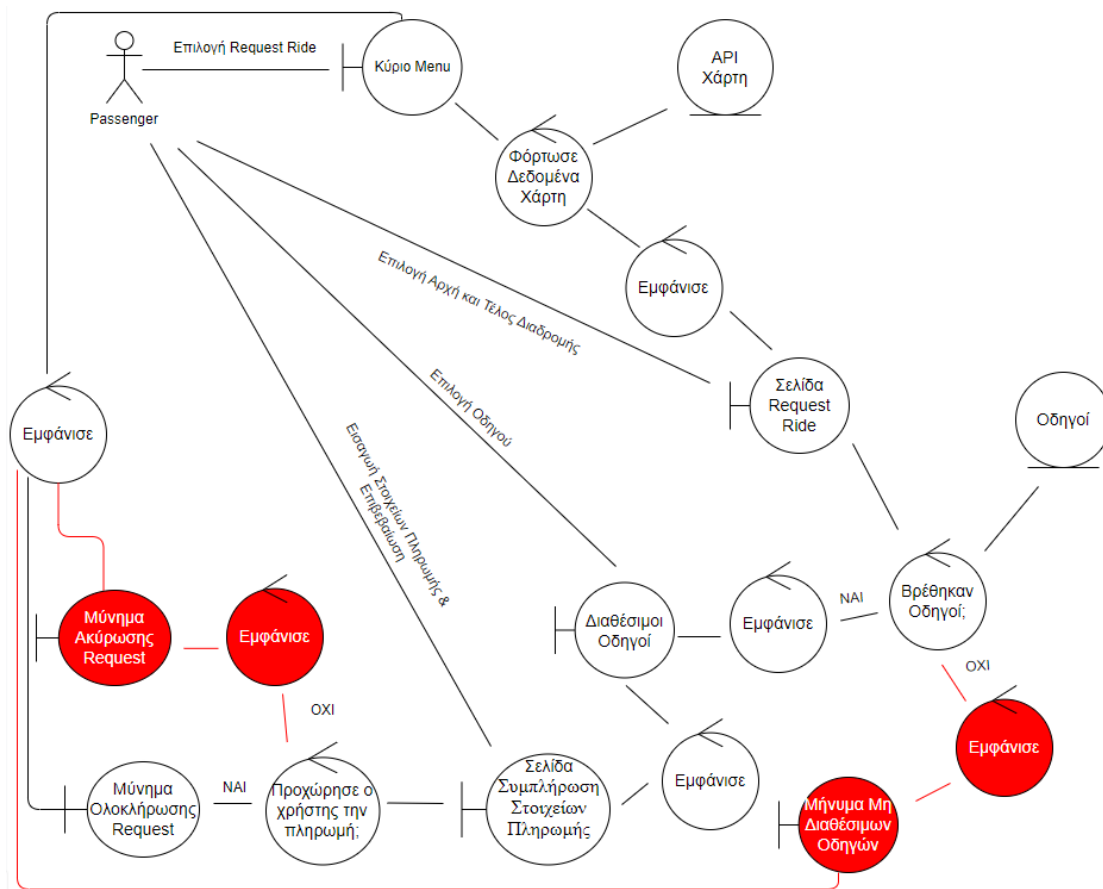 Επιλογή Request Ride
Passenger
Κύριο Menu
API
Χάρτη
Φόρτωσε
Δεδομένα
Χάρτη
Εμφάνισε
Επιλογή Αρχή και Τέλος Διαδρομής
Σελίδα
Request
Ride
Οδηγοί
Εμφάνισε
Επιλογή Οδηγού
Εισαγωγή Στοιχείων Πληρωμής &
Επιβεβαίωση
Βρέθηκαν
Οδηγοί;
ΝΑΙ
Εμφάνισε
Διαθέσιμοι
Οδηγοί
Μύνημα
Ακύρωσης
Request
Εμφάνισε
ΟΧΙ
ΟΧΙ
Εμφάνισε
Εμφάνισε
Σελίδα
Συμπλήρωση
Στοιχείων
Πληρωμής
Προχώρησε ο
χρήστης την
πληρωμή;
ΝΑΙ
Μύνημα
Ολοκλήρωσης
Request
Μήνυμα Μη
Διαθέσιμων
Οδηγών